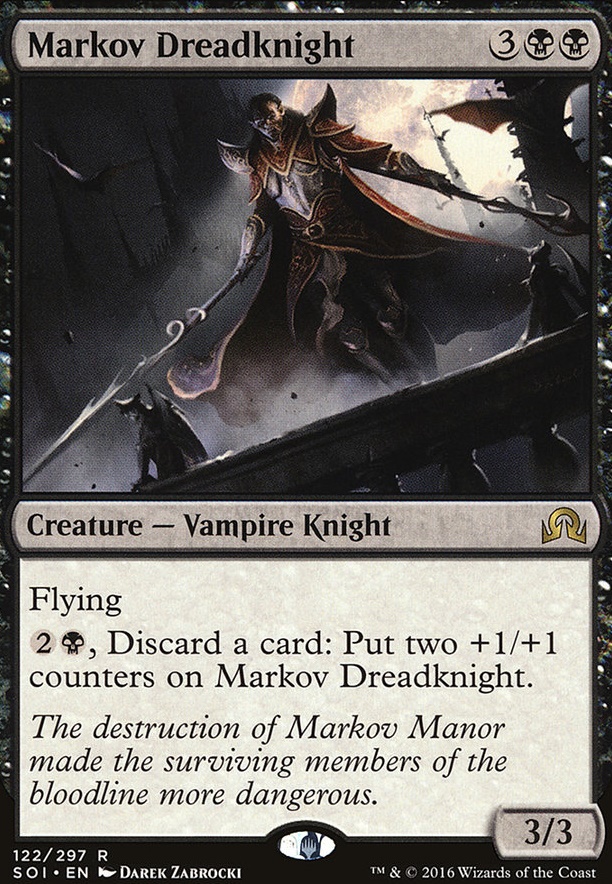 Markov Dreadknight 3
Creature — Vampire Knight
Flying
2, Discard a card: Put two +1/+1
counters on Markov Dreadknight.
The destruction of Markov Manor
made the surviving members of the
bloodline more dangerous.
3/3
122/297 R
SOI • EN DAREK ZABROCKI
™ & © 2016 Wizards of the Coast